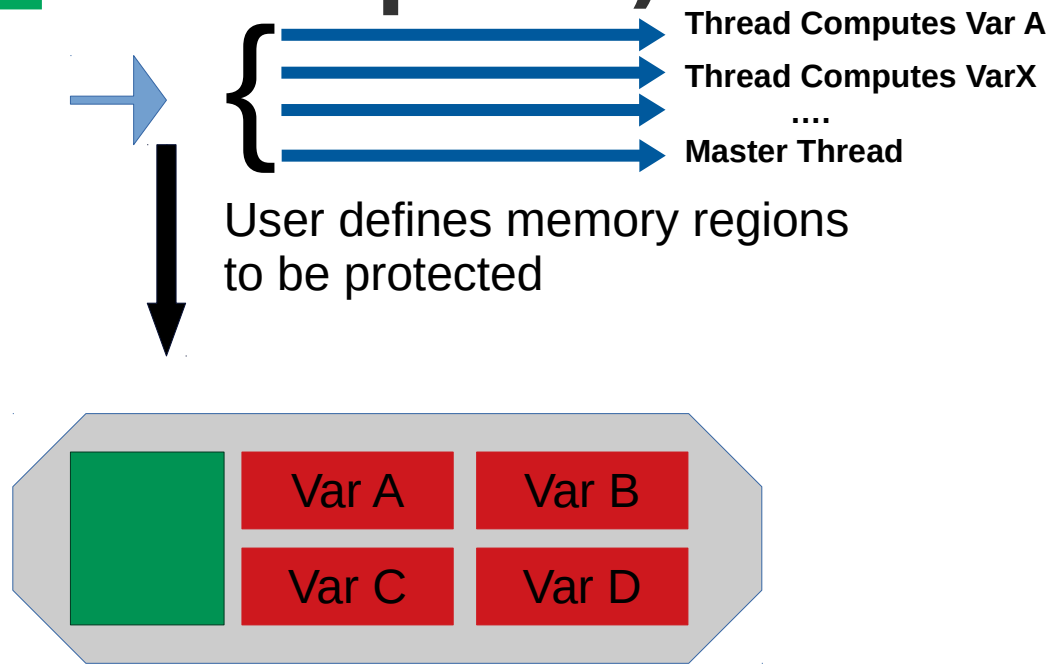 Thread Computes Var A
Thread Computes VarX
....
Master Thread
User defines memory regions
to be protected
Var A
Var B
Var C
Var D